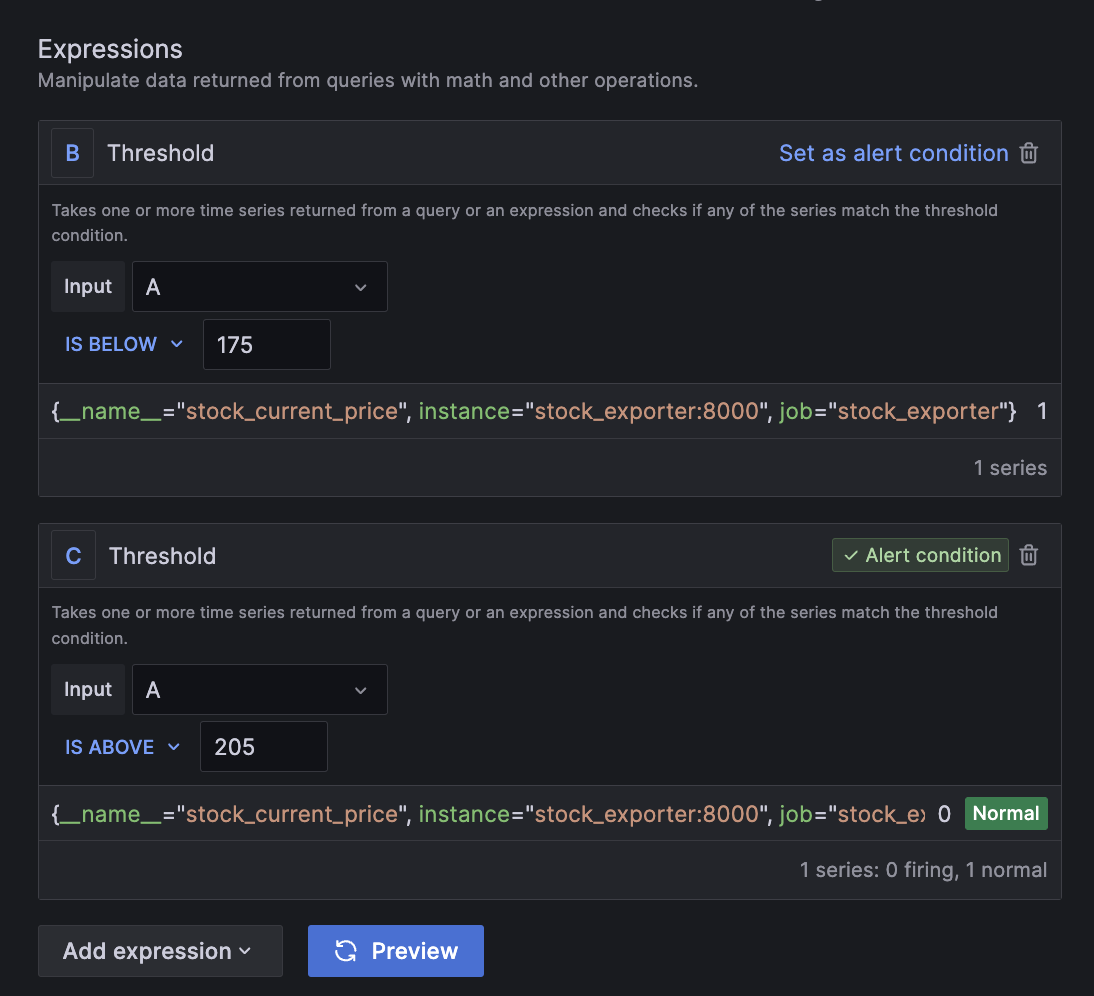 Expressions
Manipulate data returned from queries with math and other operations.
B Threshold Set as alert condition
Takes one or more time series returned from a query or an expression and checks if any of the series match the threshold
condition.
Input A
IS BELOW 175
{__name__="stock_current_price", instance="stock_exporter:8000", job="stock_exporter"} 1
1 series
C Threshold Alert condition
Takes one or more time series returned from a query or an expression and checks if any of the series match the threshold
condition.
Input A
IS ABOVE 205
{__name__="stock_current_price", instance="stock_exporter:8000", job="stock_e 0 Normal
1 series: 0 firing, 1 normal
Add expression Preview